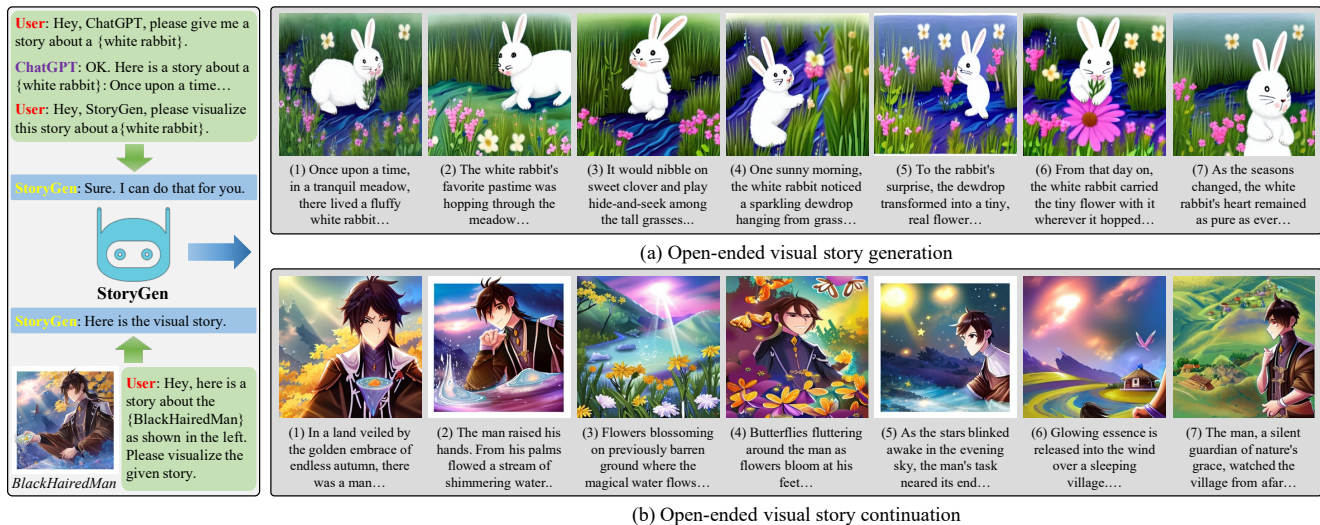 User: Hey, ChatGPT, please give me a
story about a {white rabbit}.
ChatGPT: OK. Here is a story about a
{white rabbit}: Once upon a time…
User: Hey, StoryGen, please visualize
this story about a{white rabbit}.
StoryGen: Sure. I can do that for you.
StoryGen
StoryGen: Here is the visual story.
User: Hey, here is a
story about the
{BlackHairedMan}
as shown in the left.
Please visualize the
given story.
BlackHairedMan
(1) Once upon a time,
in a tranquil meadow,
there lived a fluffy
white rabbit…
(2) The white rabbit's
favorite pastime was
hopping through the
meadow…
(3) It would nibble on
sweet clover and play
hide-and-seek among
the tall grasses...
(4) One sunny morning,
the white rabbit noticed
a sparkling dewdrop
hanging from grass…
(5) To the rabbit's
surprise, the dewdrop
transformed into a tiny,
real flower…
(6) From that day on,
the white rabbit carried
the tiny flower with it
wherever it hopped…
(7) As the seasons
changed, the white
rabbit's heart remained
as pure as ever…
(a) Open-ended visual story generation
(1) In a land veiled by
the golden embrace of
endless autumn, there
was a man…
(2) The man raised his
hands. From his palms
flowed a stream of
shimmering water..
(3) Flowers blossoming
on previously barren
ground where the
magical water flows…
(4) Butterflies fluttering
around the man as
flowers bloom at his
feet…
(5) As the stars blinked
awake in the evening
sky, the man's task
neared its end…
(6) Glowing essence is
released into the wind
over a sleeping
village.…
(7) The man, a silent
guardian of nature's
grace, watched the
village from afar…
(b) Open-ended visual story continuation